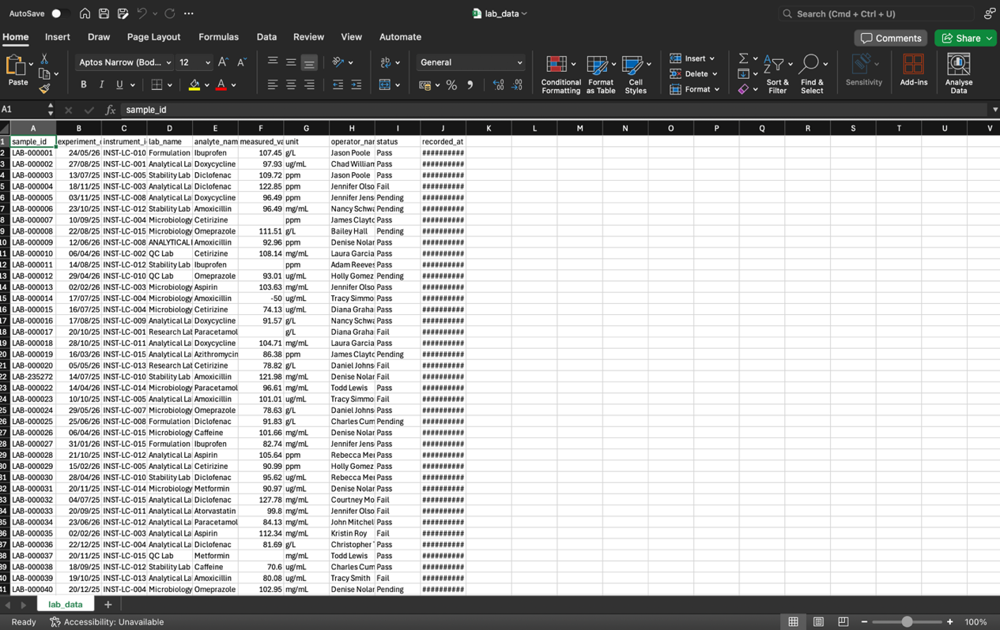 AutoSave lab_data Search (Cmd + Ctrl + U)
Home Insert Draw Page Layout Formulas Data Review View Automate Comments Share
Paste Aptos Narrow (Bod... 12 A A General Conditional Formatting Format as Table Cell Styles Insert Delete Format Sort & Filter Find & Select Sensitivity Add-ins Analyse Data
B I U A ab % 9
A1 fx sample_id
A B C D E F G H I J K L M N O P Q R S T U V
1 sample_id experiment_ instrument_i lab_name analyte_nam measured_va unit operator_nar status recorded_at
2 LAB-000001 24/05/26 INST-LC-010 Formulation Ibuprofen 107.45 g/L Jason Poole Pass ##########
3 LAB-000002 27/08/25 INST-LC-001 Analytical La Doxycycline 97.93 ug/mL Chad William Pass ##########
4 LAB-000003 13/07/25 INST-LC-005 Stability Lab Diclofenac 109.72 ppm Jason Poole Pass ##########
5 LAB-000004 18/11/25 INST-LC-003 Analytical La Diclofenac 122.85 ppm Jennifer Olso Fail ##########
6 LAB-000005 03/11/25 INST-LC-008 Analytical La Doxycycline 96.49 ppm Jennifer Jens Pending ##########
7 LAB-000006 23/10/25 INST-LC-012 Stability Lab Amoxicillin 96.49 mg/mL Nancy Schwa Pending ##########
8 LAB-000007 10/09/25 INST-LC-004 Microbiology Cetirizine ppm James Claytc Pass ##########
9 LAB-000008 22/08/25 INST-LC-015 Microbiology Omeprazole 111.51 g/L Bailey Hall Pending ##########
10 LAB-000009 12/06/26 INST-LC-008 ANALYTICAL Amoxicillin 92.96 ppm Denise Nolar Pass ##########
11 LAB-000010 06/04/26 INST-LC-002 QC Lab Cetirizine 108.14 mg/mL Laura Garcia Pass ##########
12 LAB-000011 14/08/25 INST-LC-012 Stability Lab Ibuprofen ppm Adam Reeves Pass ##########
13 LAB-000012 29/04/26 INST-LC-010 QC Lab Omeprazole 93.01 ug/mL Holly Gomez Pending ##########
14 LAB-000013 02/02/26 INST-LC-003 Microbiology Aspirin 103.63 mg/mL Jennifer Olso Pass ##########
15 LAB-000014 17/07/25 INST-LC-004 Microbiology Amoxicillin -50 ug/mL Tracy Simmo Pass ##########
16 LAB-000015 16/07/25 INST-LC-004 Microbiology Cetirizine 74.13 ug/mL Diana Graha Pass ##########
17 LAB-000016 17/08/25 INST-LC-009 Analytical La Doxycycline 91.57 g/L Nancy Schwa Pass ##########
18 LAB-000017 20/10/25 INST-LC-001 Research Lab Paracetamol g/L Diana Graha Fail ##########
19 LAB-000018 28/10/25 INST-LC-011 Analytical La Doxycycline 104.71 mg/mL Laura Garcia Pass ##########
20 LAB-000019 16/03/26 INST-LC-015 Analytical La Azithromycin 86.38 ppm James Claytc Pending ##########
21 LAB-000020 05/05/26 INST-LC-013 Research Lab Cetirizine 78.82 g/L Daniel Johns Fail ##########
22 LAB-235272 14/07/25 INST-LC-010 Stability Lab Amoxicillin 121.98 mg/mL Denise Nolar Fail ##########
23 LAB-000022 14/04/26 INST-LC-014 Microbiology Paracetamol 96.61 mg/mL Todd Lewis Pass ##########
24 LAB-000023 10/10/25 INST-LC-005 Analytical La Amoxicillin 101.01 ug/mL Tracy Simmo Fail ##########
25 LAB-000024 29/05/26 INST-LC-007 Microbiology Omeprazole 78.63 g/L Daniel Johns Pass ##########
26 LAB-000025 25/06/26 INST-LC-008 Formulation Diclofenac 91.83 g/L Charles Cum Pending ##########
27 LAB-000026 06/04/26 INST-LC-015 Microbiology Caffeine 101.66 mg/mL Denise Nolar Pass ##########
28 LAB-000027 31/01/26 INST-LC-015 Formulation Ibuprofen 82.74 mg/mL Jennifer Jens Pass ##########
29 LAB-000028 21/10/25 INST-LC-012 Analytical La Aspirin 105.64 ppm Rebecca Mer Pass ##########
30 LAB-000029 15/02/26 INST-LC-005 Analytical La Cetirizine 90.99 ppm Holly Gomez Pass ##########
31 LAB-000030 28/04/26 INST-LC-010 Stability Lab Diclofenac 95.62 ug/mL Rebecca Mer Pass ##########
32 LAB-000031 20/11/25 INST-LC-014 Microbiology Metformin 90.97 ug/mL Denise Nolar Pass ##########
33 LAB-000032 04/07/25 INST-LC-015 Analytical La Diclofenac 127.78 mg/mL Courtney Mo Fail ##########
34 LAB-000033 20/09/25 INST-LC-011 Analytical La Atorvastatin 99.8 mg/mL Jennifer Olso Fail ##########
35 LAB-000034 23/06/26 INST-LC-012 Analytical La Paracetamol 84.13 mg/mL John Mitchel Pass ##########
36 LAB-000035 02/02/26 INST-LC-003 Analytical La Aspirin 112.34 mg/mL Kristin Roy Fail ##########
37 LAB-000036 22/12/25 INST-LC-004 Analytical La Diclofenac 81.69 g/L Christopher Pass ##########
38 LAB-000037 20/11/25 INST-LC-015 QC Lab Metformin mg/mL Todd Lewis Pass ##########
39 LAB-000038 18/09/25 INST-LC-012 Stability Lab Caffeine 70.6 ug/mL Charles Cum Pass ##########
40 LAB-000039 19/10/25 INST-LC-013 Analytical La Amoxicillin 80.08 ug/mL Tracy Smith Fail ##########
41 LAB-000040 20/12/25 INST-LC-004 Microbiology Omeprazole 102.95 mg/mL Denise Nolar Pending ##########
lab_data
Ready Accessibility: Unavailable 100%